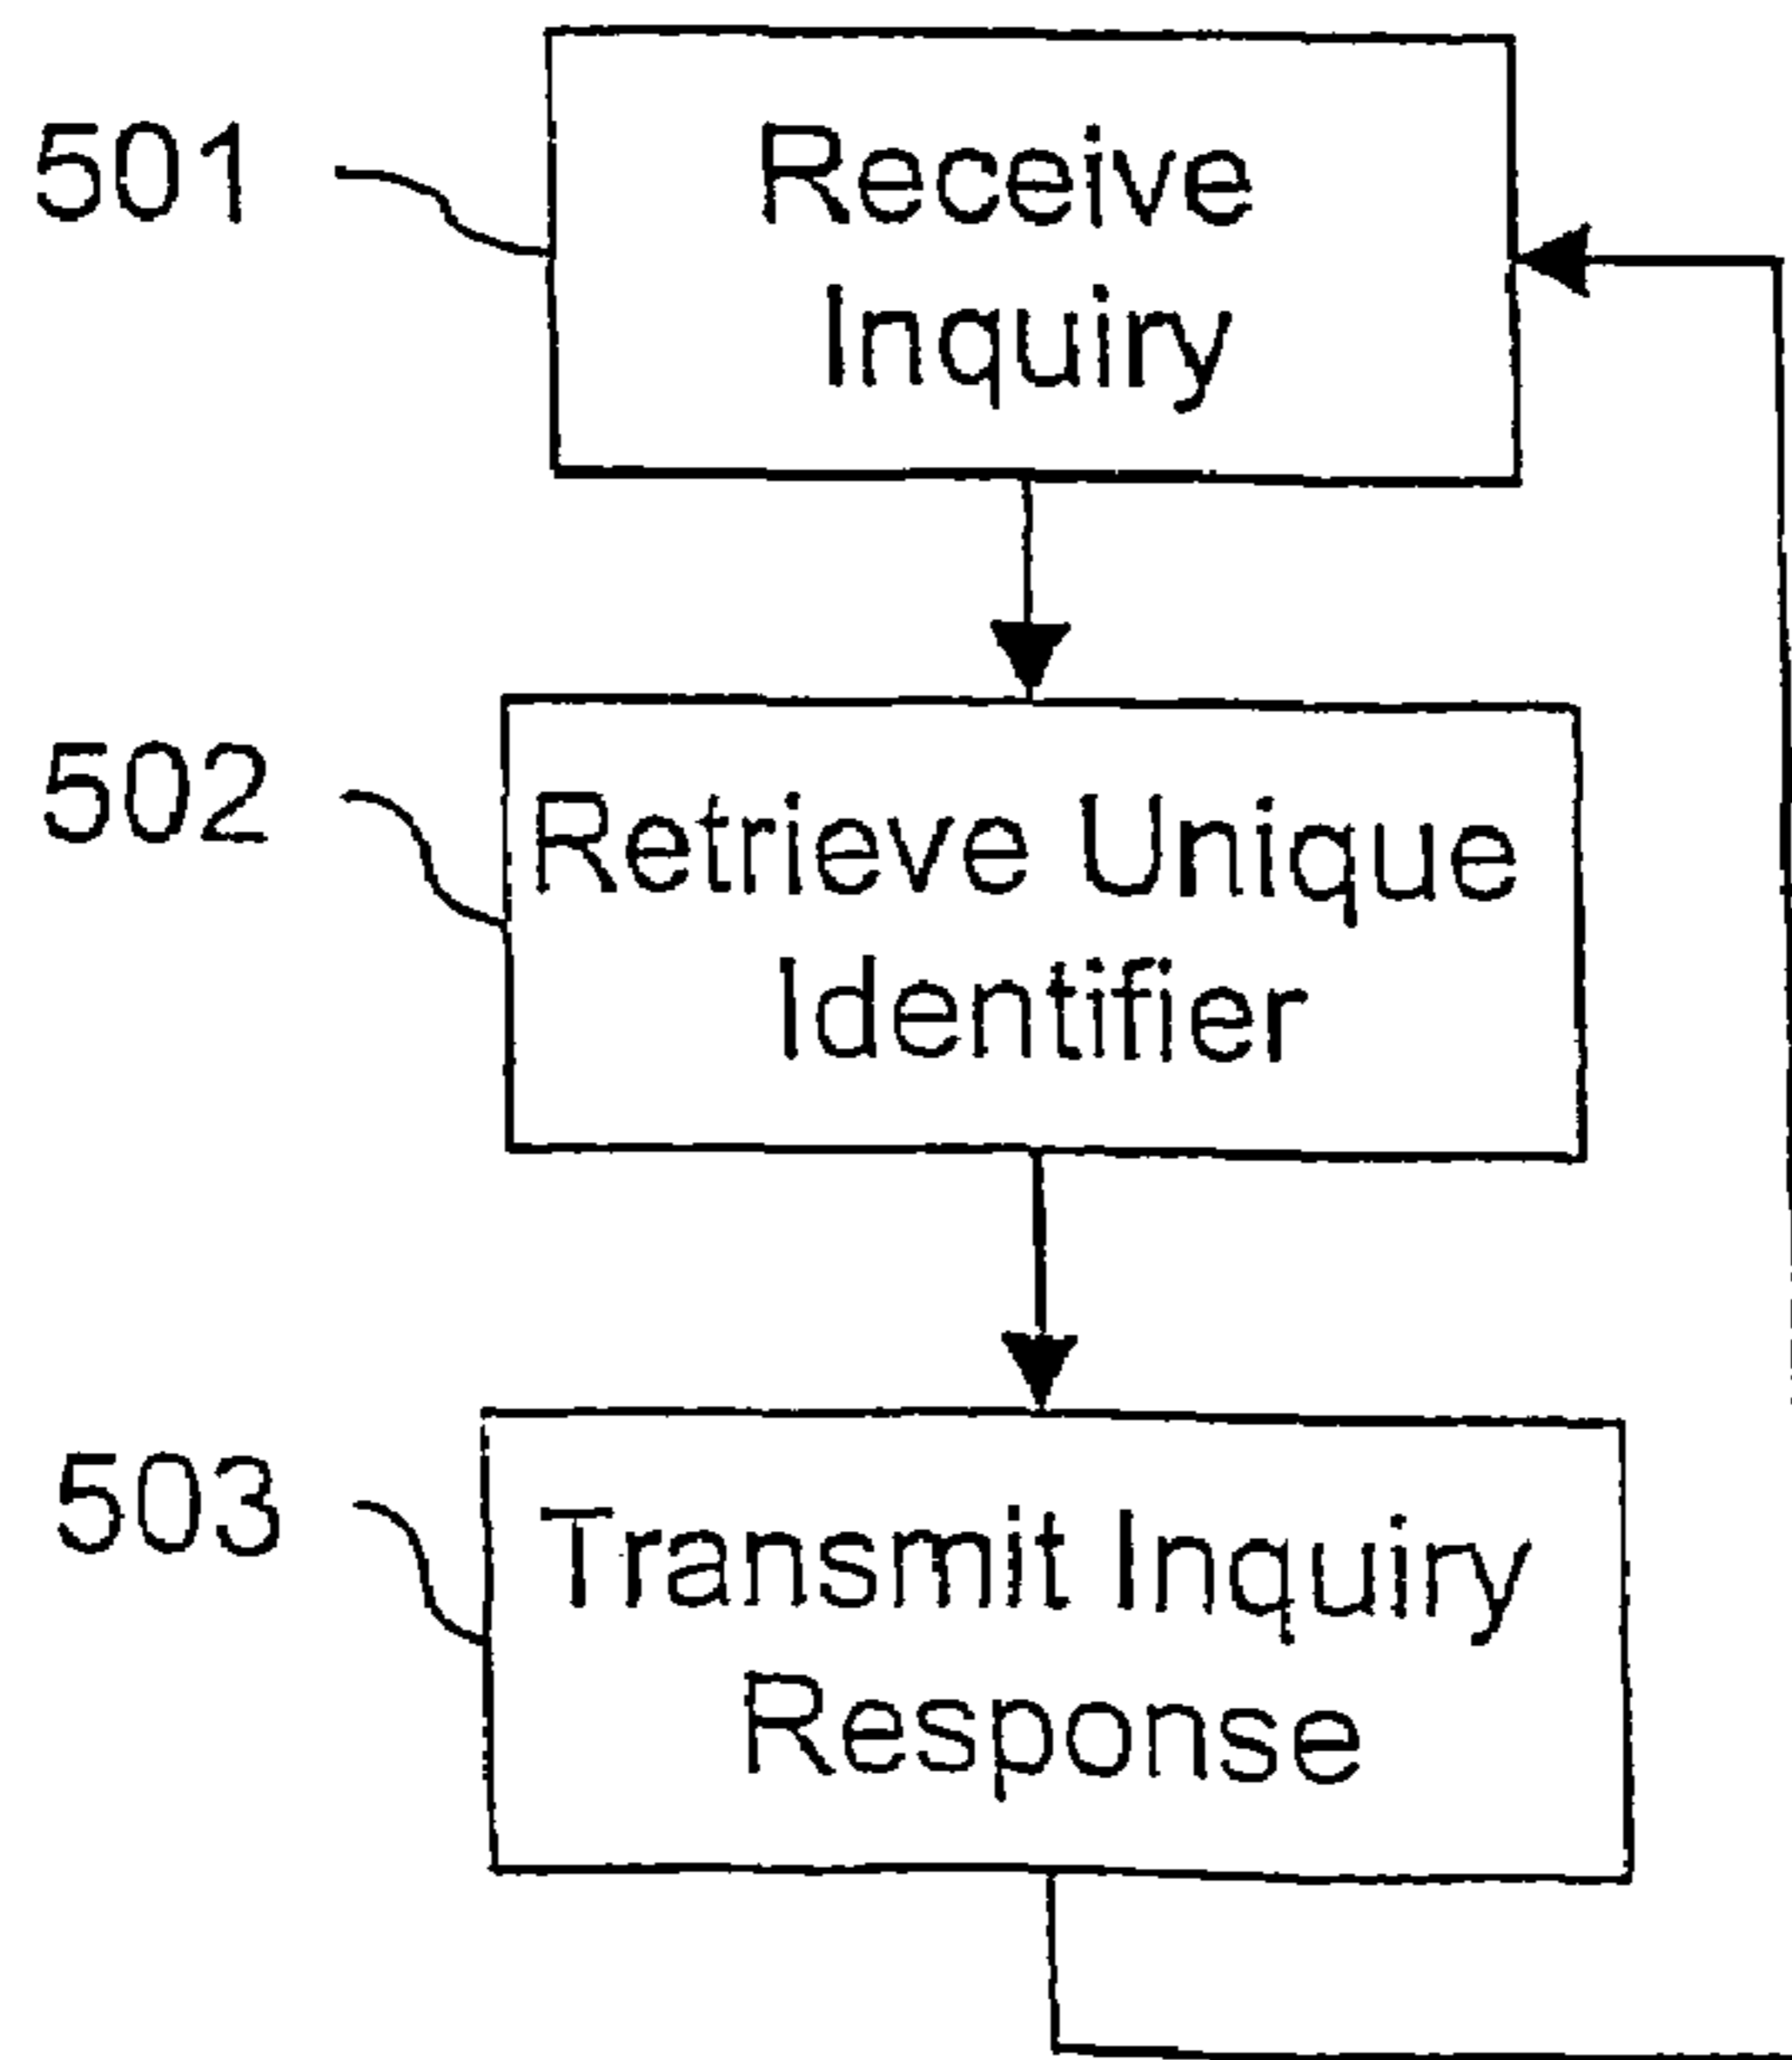 501
Receive
Inquiry
502
Retrieve Unique
Identifier
503
Transmit Inquiry
Response